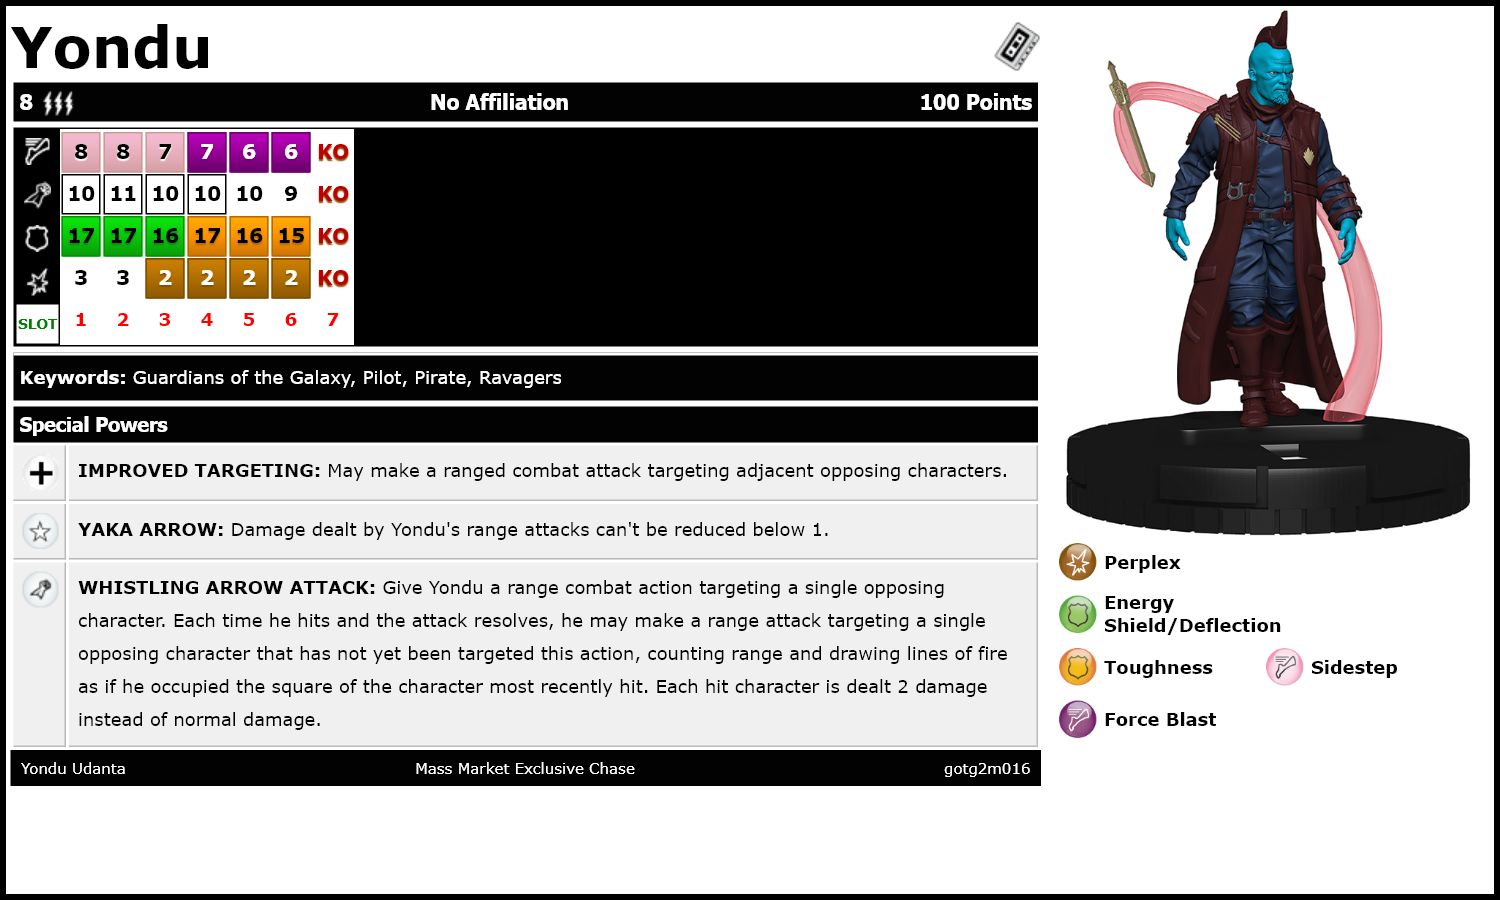 Yondu
8 No Affiliation 100 Points
8 8 7 7 6 6 KO
10 11 10 10 10 9 KO
17 17 16 17 16 15 KO
3 3 2 2 2 2 KO
SLOT 1 2 3 4 5 6 7
Keywords: Guardians of the Galaxy, Pilot, Pirate, Ravagers
Special Powers
IMPROVED TARGETING: May make a ranged combat attack targeting adjacent opposing characters.
YAKA ARROW: Damage dealt by Yondu's range attacks can't be reduced below 1.
WHISTLING ARROW ATTACK: Give Yondu a range combat action targeting a single opposing
character. Each time he hits and the attack resolves, he may make a range attack targeting a single
opposing character that has not yet been targeted this action, counting range and drawing lines of fire
as if he occupied the square of the character most recently hit. Each hit character is dealt 2 damage
instead of normal damage.
Yondu Udanta Mass Market Exclusive Chase gotg2m016
Perplex
Energy
Shield/Deflection
Toughness Sidestep
Force Blast